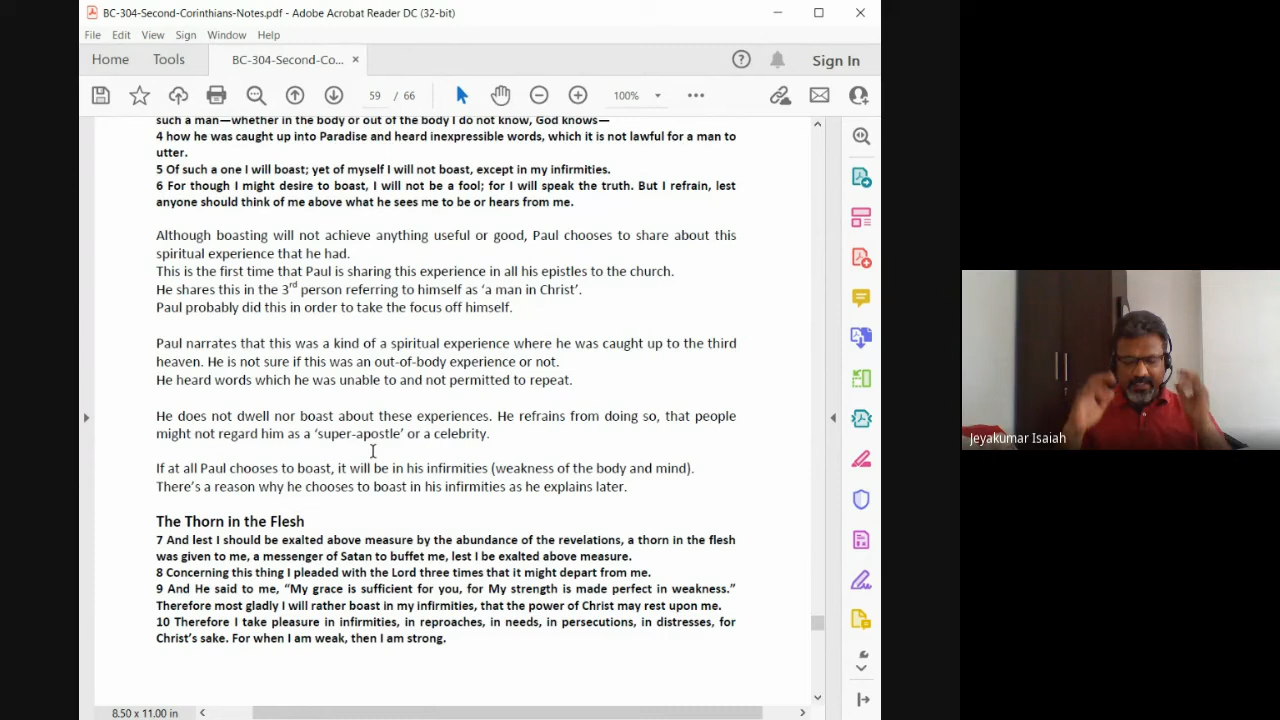 BC-304-Second-Corinthians-Notes.pdf - Adobe Acrobat Reader DC (32-bit)
File Edit View Sign Window Help
Home Tools BC-304-Second-Co... × Sign In
59 / 66 100%
such a man—whether in the body or out of the body I do not know, God knows—
4 how he was caught up into Paradise and heard inexpressible words, which it is not lawful for a man to
utter.
5 Of such a one I will boast; yet of myself I will not boast, except in my infirmities.
6 For though I might desire to boast, I will not be a fool; for I will speak the truth. But I refrain, lest
anyone should think of me above what he sees me to be or hears from me.
Although boasting will not achieve anything useful or good, Paul chooses to share about this
spiritual experience that he had.
This is the first time that Paul is sharing this experience in all his epistles to the church.
He shares this in the 3rd person referring to himself as ‘a man in Christ’.
Paul probably did this in order to take the focus off himself.
Paul narrates that this was a kind of a spiritual experience where he was caught up to the third
heaven. He is not sure if this was an out-of-body experience or not.
He heard words which he was unable to and not permitted to repeat.
He does not dwell nor boast about these experiences. He refrains from doing so, that people
might not regard him as a ‘super-apostle’ or a celebrity.
If at all Paul chooses to boast, it will be in his infirmities (weakness of the body and mind).
There’s a reason why he chooses to boast in his infirmities as he explains later.
The Thorn in the Flesh
7 And lest I should be exalted above measure by the abundance of the revelations, a thorn in the flesh
was given to me, a messenger of Satan to buffet me, lest I be exalted above measure.
8 Concerning this thing I pleaded with the Lord three times that it might depart from me.
9 And He said to me, “My grace is sufficient for you, for My strength is made perfect in weakness.”
Therefore most gladly I will rather boast in my infirmities, that the power of Christ may rest upon me.
10 Therefore I take pleasure in infirmities, in reproaches, in needs, in persecutions, in distresses, for
Christ’s sake. For when I am weak, then I am strong.
8.50 x 11.00 in
Jeyakumar Isaiah